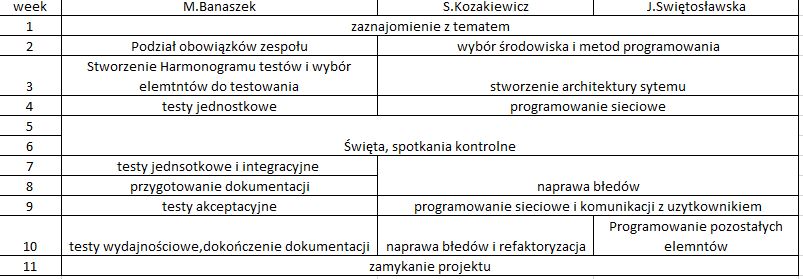 week M.Banaszek S.Kozakiewicz J.Swiętosławska
1 zaznajomienie z tematem
2 Podział obowiązków zespołu wybór środowiska i metod programowania
Stworzenie Harmonogramu testów i wybór
3 elemtntów do testowania stworzenie architektury sytemu
4 testy jednostkowe programowanie sieciowe
5
6 Święta, spotkania kontrolne
7 testy jednsotkowe i integracyjne
8 przygotowanie dokumentacji naprawa błedów
9 testy akceptacyjne programowanie sieciowe i komunikacji z uzytkownikiem
Programowanie pozostałych
10 testy wydajnościowe,dokończenie dokumentacji naprawa błedów i refaktoryzacja elemntów
11 zamykanie projektu